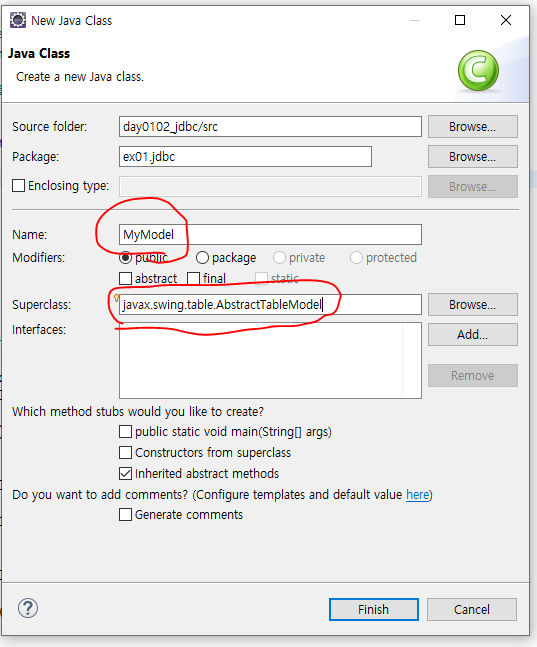 New Java Class
Java Class
Create a new Java class.
C
Source folder: day0102_jdbc/src Browse...
Package: ex01.jdbc Browse...
Enclosing type: Browse...
Name: MyModel
Modifiers: public package private protected
abstract final static
Superclass: javax.swing.table.AbstractTableModel Browse...
Interfaces: Add...
Remove
Which method stubs would you like to create?
public static void main(String[] args)
Constructors from superclass
Inherited abstract methods
Do you want to add comments? (Configure templates and default value here)
Generate comments
? Finish Cancel